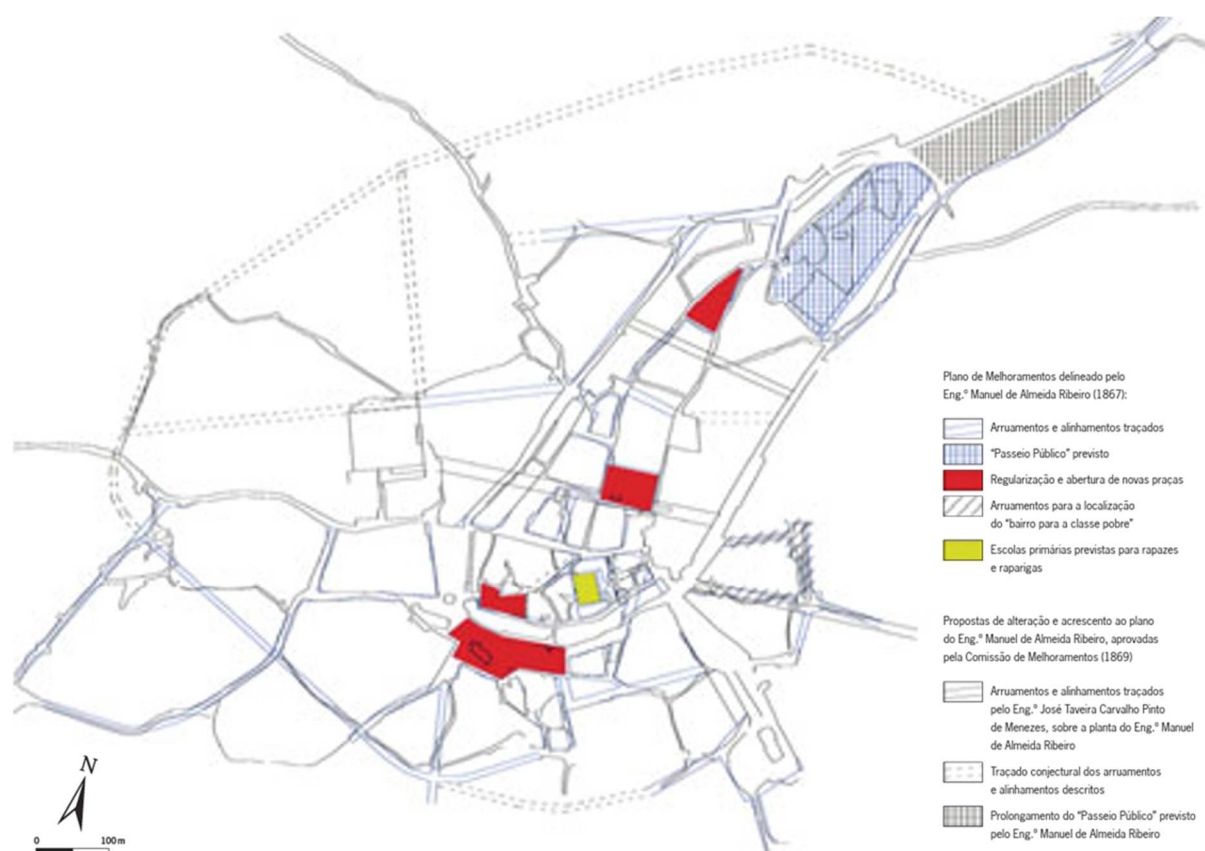 Plano de Melhoramentos delineado pelo
Eng.º Manuel de Almeida Ribeiro (1867):
Arruamentos e alinhamentos traçados
“Passeio Público” previsto
Regularização e abertura de novas praças
Arruamentos para a localização
do “bairro para a classe pobre”
Escolas primárias previstas para rapazes
e raparigas
Propostas de alteração e acrescento ao plano
do Eng.º Manuel de Almeida Ribeiro, aprovadas
pela Comissão de Melhoramentos (1869)
Arruamentos e alinhamentos traçados
pelo Eng.º José Taveira Carvalho Pinto
de Menezes, sobre a planta do Eng.º Manuel
de Almeida Ribeiro
Traçado conjectural dos arruamentos
e alinhamentos descritos
Prolongamento do “Passeio Público” previsto
pelo Eng.º Manuel de Almeida Ribeiro
N
0 100 m